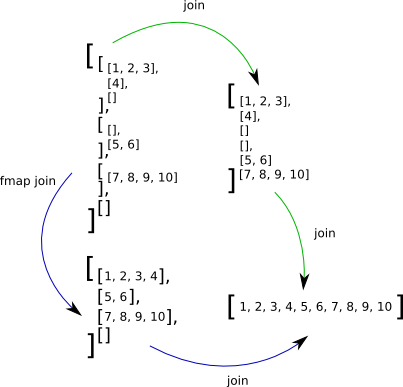 join
[ [ [1, 2, 3],
[4],
[]
],
[ [],
[5, 6]
],
[ [7, 8, 9, 10]
],
[]
]
[ [1, 2, 3],
[4],
[]
[],
[5, 6]
[7, 8, 9, 10]
]
fmap join
join
[ [1, 2, 3, 4],
[5, 6],
[7, 8, 9, 10],
[]
]
[ 1, 2, 3, 4, 5, 6, 7, 8, 9, 10 ]
join